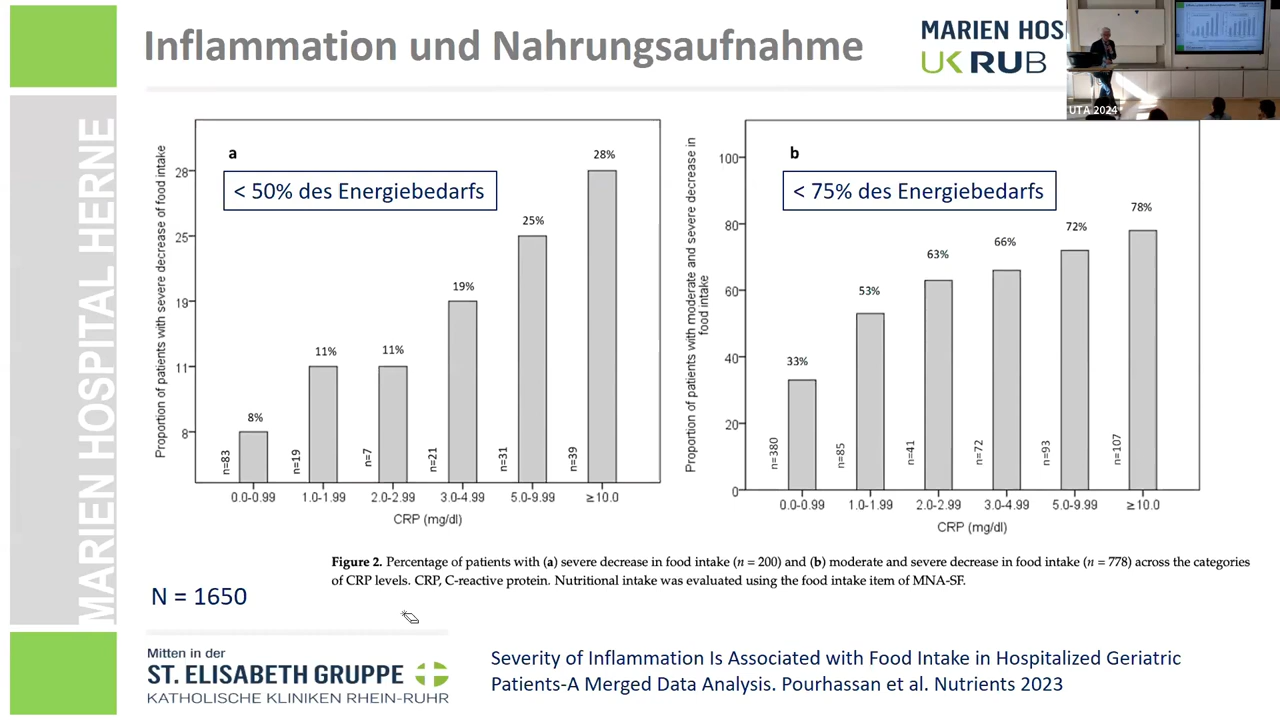 Inflammation und Nahrungsaufnahme
MARIEN HOS
UK RUB
UTA 2024
MARIEN HOSPITAL HERNE
a
< 50% des Energiebedarfs
Proportion of patients with severe decrease of food intake
28
25
19
11
8
8%
11%
11%
19%
25%
28%
n=83
n=19
n=7
n=21
n=31
n=39
0.0-0.99
1.0-1.99
2.0-2.99
3.0-4.99
5.0-9.99
≥10.0
CRP (mg/dl)
b
< 75% des Energiebedarfs
Proportion of patients with moderate and severe decrease in
food intake
100
80
60
40
20
0
33%
53%
63%
66%
72%
78%
n=380
n=85
n=41
n=72
n=93
n=107
0.0-0.99
1.0-1.99
2.0-2.99
3.0-4.99
5.0-9.99
≥10.0
CRP (mg/dl)
Figure 2. Percentage of patients with (a) severe decrease in food intake (n = 200) and (b) moderate and severe decrease in food intake (n = 778) across the categories
of CRP levels. CRP, C-reactive protein. Nutritional intake was evaluated using the food intake item of MNA-SF.
N = 1650
Mitten in der
ST. ELISABETH GRUPPE
KATHOLISCHE KLINIKEN RHEIN-RUHR
Severity of Inflammation Is Associated with Food Intake in Hospitalized Geriatric
Patients-A Merged Data Analysis. Pourhassan et al. Nutrients 2023